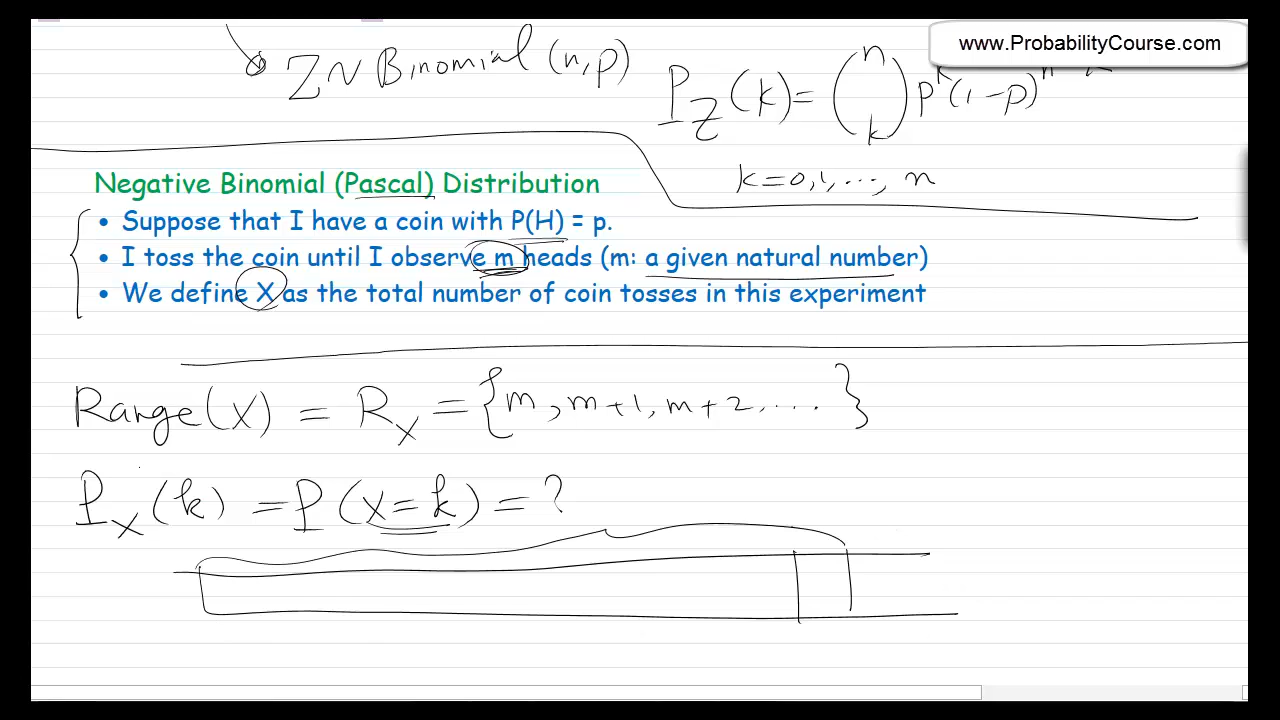 www.ProbabilityCourse.com
Z ~ Binomial (n, p)
P_Z(k) = (n k) p^k (1-p)^n-k
k = 0, 1, ..., n
Negative Binomial (Pascal) Distribution
• Suppose that I have a coin with P(H) = p.
• I toss the coin until I observe m heads (m: a given natural number)
• We define X as the total number of coin tosses in this experiment
Range(X) = R_X = {m, m+1, m+2, .... }
P_X(k) = P(X = k) = ?